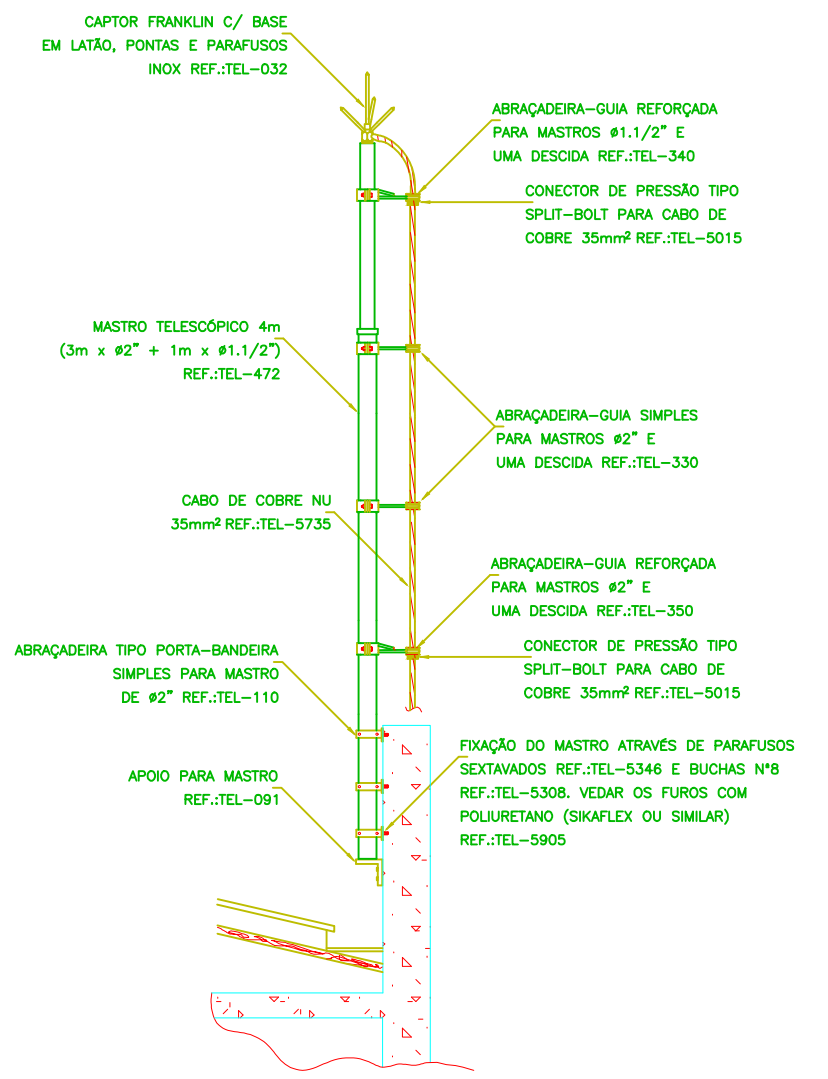 CAPTOR FRANKLIN C/ BASE
EM LATÃO, PONTAS E PARAFUSOS
INOX REF.:TEL-032
ABRAÇADEIRA-GUIA REFORÇADA
PARA MASTROS ø1.1/2" E
UMA DESCIDA REF.:TEL-340
CONECTOR DE PRESSÃO TIPO
SPLIT-BOLT PARA CABO DE
COBRE 35mm² REF.:TEL-5015
MASTRO TELESCÓPICO 4m
(3m x ø2" + 1m x ø1.1/2")
REF.:TEL-472
ABRAÇADEIRA-GUIA SIMPLES
PARA MASTROS ø2" E
UMA DESCIDA REF.:TEL-330
CABO DE COBRE NU
35mm² REF.:TEL-5735
ABRAÇADEIRA-GUIA REFORÇADA
PARA MASTROS ø2" E
UMA DESCIDA REF.:TEL-350
CONECTOR DE PRESSÃO TIPO
SPLIT-BOLT PARA CABO DE
COBRE 35mm² REF.:TEL-5015
ABRAÇADEIRA TIPO PORTA-BANDEIRA
SIMPLES PARA MASTRO
DE ø2" REF.:TEL-110
FIXAÇÃO DO MASTRO ATRAVÉS DE PARAFUSOS
SEXTAVADOS REF.:TEL-5346 E BUCHAS N°8
REF.:TEL-5308. VEDAR OS FUROS COM
POLIURETANO (SIKAFLEX OU SIMILAR)
REF.:TEL-5905
APOIO PARA MASTRO
REF.:TEL-091